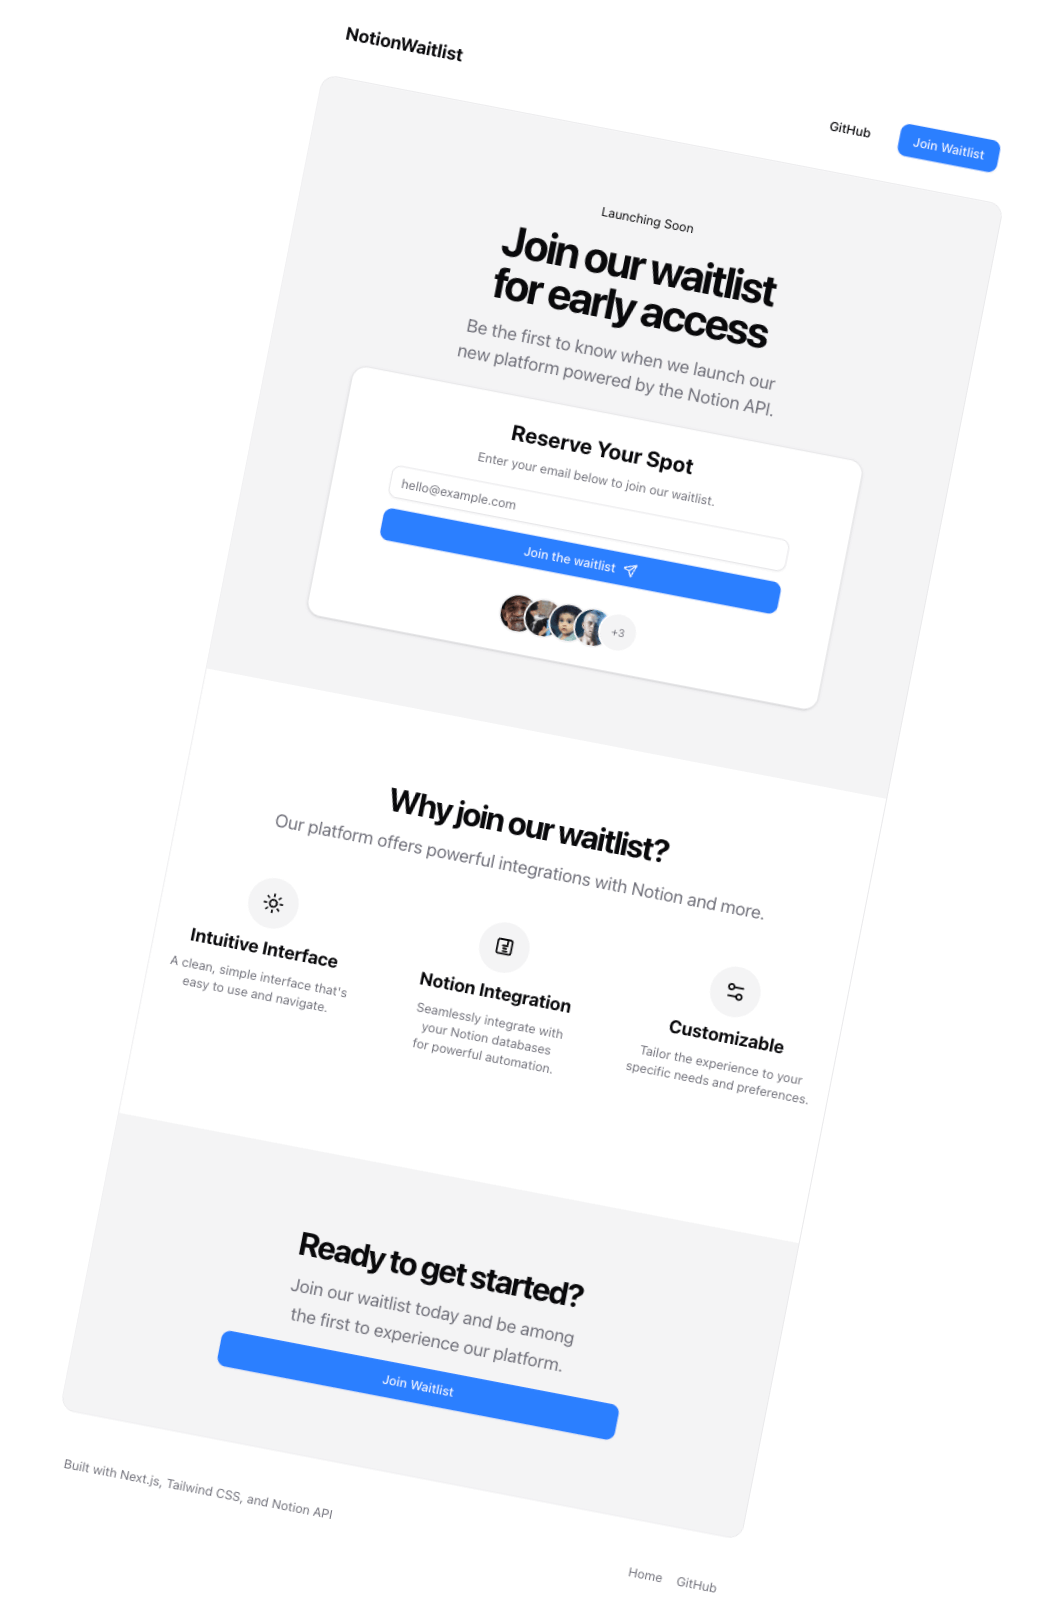 NotionWaitlist
GitHub
Join Waitlist
Launching Soon
Join our waitlist
for early access
Be the first to know when we launch our
new platform powered by the Notion API.
Reserve Your Spot
Enter your email below to join our waitlist.
hello@example.com
Join the waitlist
+3
Why join our waitlist?
Our platform offers powerful integrations with Notion and more.
Intuitive Interface
A clean, simple interface that's
easy to use and navigate.
Notion Integration
Seamlessly integrate with
your Notion databases
for powerful automation.
Customizable
Tailor the experience to your
specific needs and preferences.
Ready to get started?
Join our waitlist today and be among
the first to experience our platform.
Join Waitlist
Built with Next.js, Tailwind CSS, and Notion API
Home
GitHub